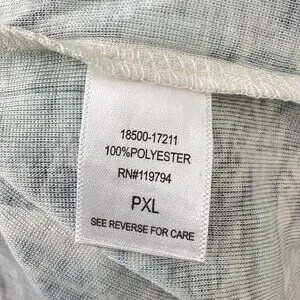 18500-17211
100%POLYESTER
RN#119794
PXL
SEE REVERSE FOR CARE